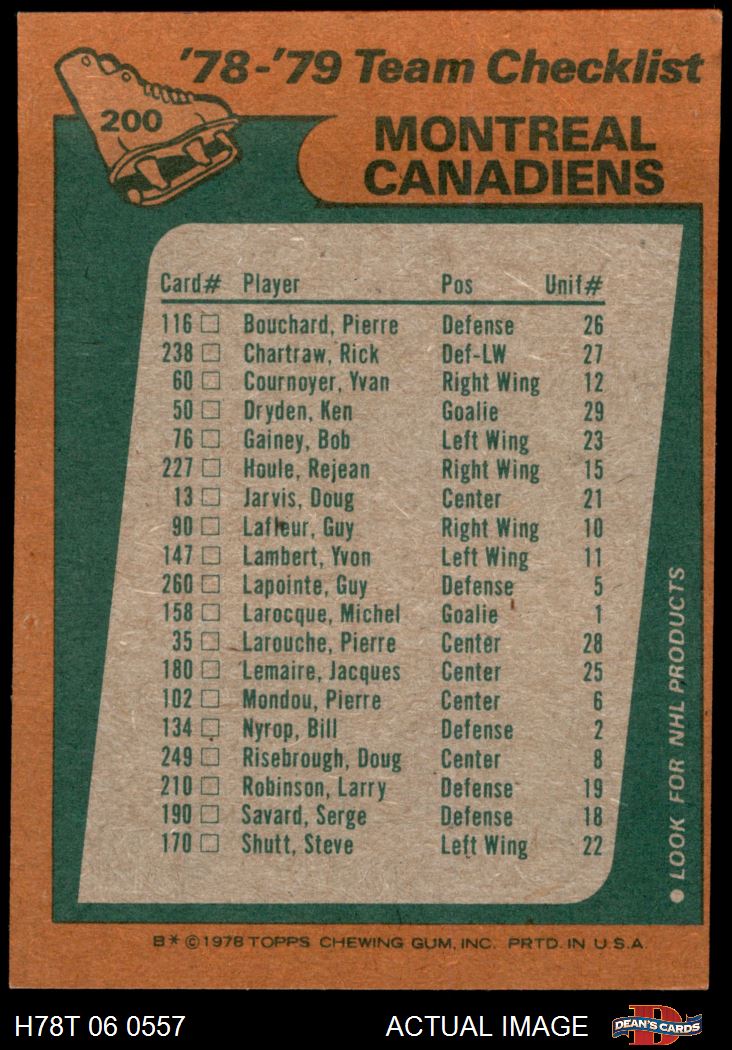 '78-'79 Team Checklist
200
MONTREAL
CANADIENS
Card# Player Pos Unif#
116 □ Bouchard, Pierre Defense 26
238 □ Chartraw, Rick Def-LW 27
60 □ Cournoyer, Yvan Right Wing 12
50 □ Dryden, Ken Goalie 29
76 □ Gainey, Bob Left Wing 23
227 □ Houle, Rejean Right Wing 15
13 □ Jarvis, Doug Center 21
90 □ Lafleur, Guy Right Wing 10
147 □ Lambert, Yvon Left Wing 11
260 □ Lapointe, Guy Defense 5
158 □ Larocque, Michel Goalie 1
35 □ Larouche, Pierre Center 28
180 □ Lemaire, Jacques Center 25
102 □ Mondou, Pierre Center 6
134 □ Nyrop, Bill Defense 2
249 □ Risebrough, Doug Center 8
210 □ Robinson, Larry Defense 19
190 □ Savard, Serge Defense 18
170 □ Shutt, Steve Left Wing 22
● LOOK FOR NHL PRODUCTS
B* ©1978 TOPPS CHEWING GUM, INC. PRTD. IN U.S.A.
H78T 06 0557 ACTUAL IMAGE
D
DEAN'S CARDS